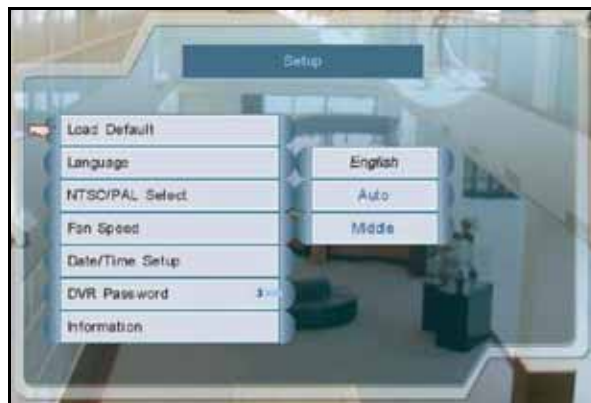 Setup
Load Default
Language English
NTSC/PAL Select Auto
Fan Speed Middle
Date/Time Setup
DVR Password
Information